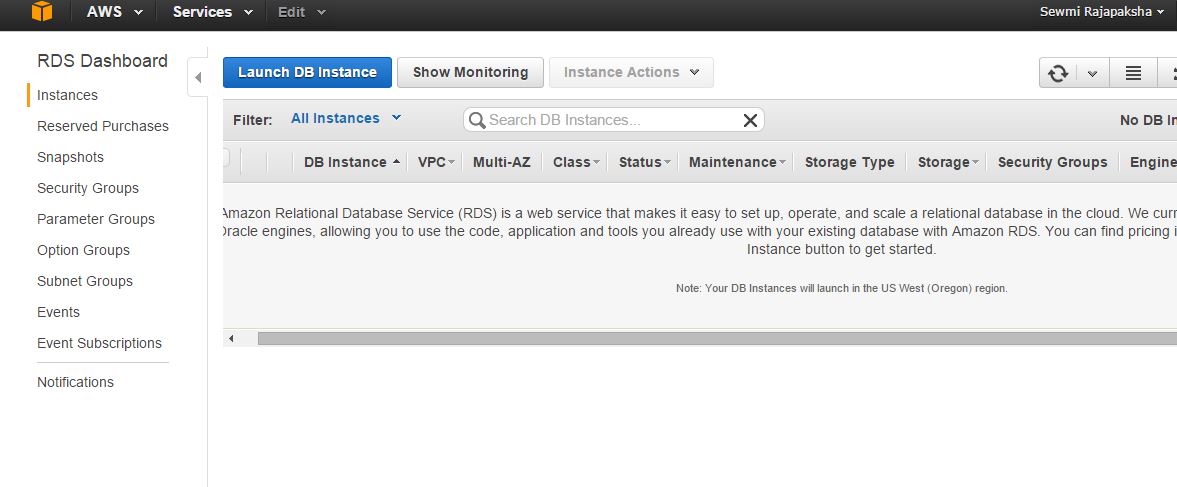 AWS Services Edit Sewmi Rajapaksha
RDS Dashboard
Instances
Reserved Purchases
Snapshots
Security Groups
Parameter Groups
Option Groups
Subnet Groups
Events
Event Subscriptions
Notifications
Launch DB Instance Show Monitoring Instance Actions
Filter: All Instances Search DB Instances... No DB In
DB Instance VPC Multi-AZ Class Status Maintenance Storage Type Storage Security Groups Engine
Amazon Relational Database Service (RDS) is a web service that makes it easy to set up, operate, and scale a relational database in the cloud. We curr
Oracle engines, allowing you to use the code, application and tools you already use with your existing database with Amazon RDS. You can find pricing i
Instance button to get started.
Note: Your DB Instances will launch in the US West (Oregon) region.